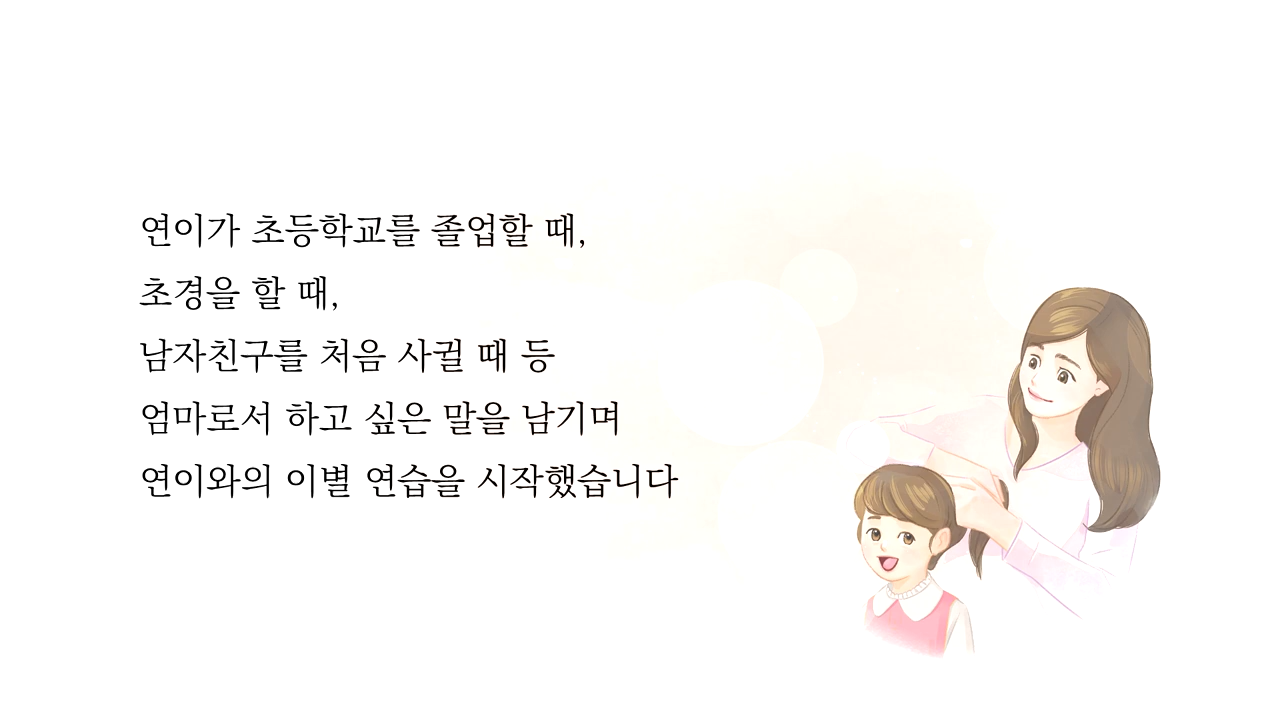 연이가 초등학교를 졸업할 때,
초경을 할 때,
남자친구를 처음 사귈 때 등
엄마로서 하고 싶은 말을 남기며
연이와의 이별 연습을 시작했습니다